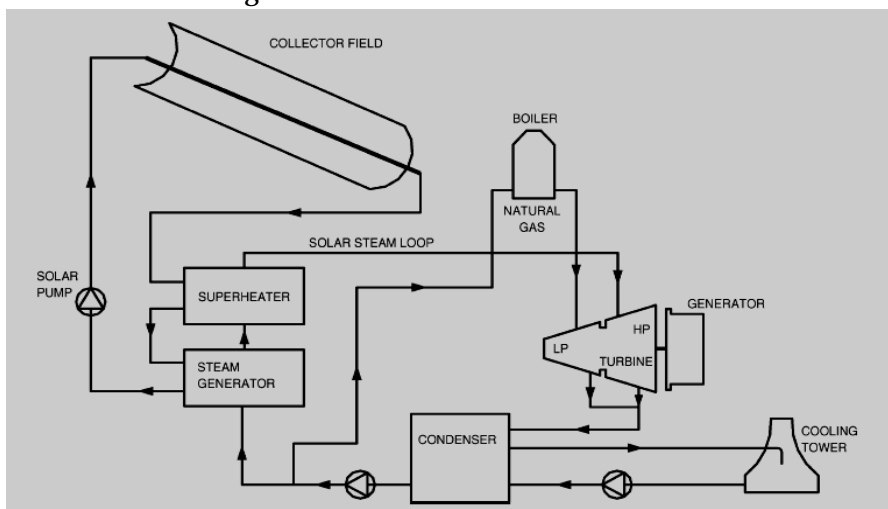 COLLECTOR FIELD
BOILER
NATURAL
GAS
SOLAR STEAM LOOP
SOLAR
PUMP
SUPERHEATER
GENERATOR
HP
LP
TURBINE
STEAM
GENERATOR
CONDENSER
COOLING
TOWER